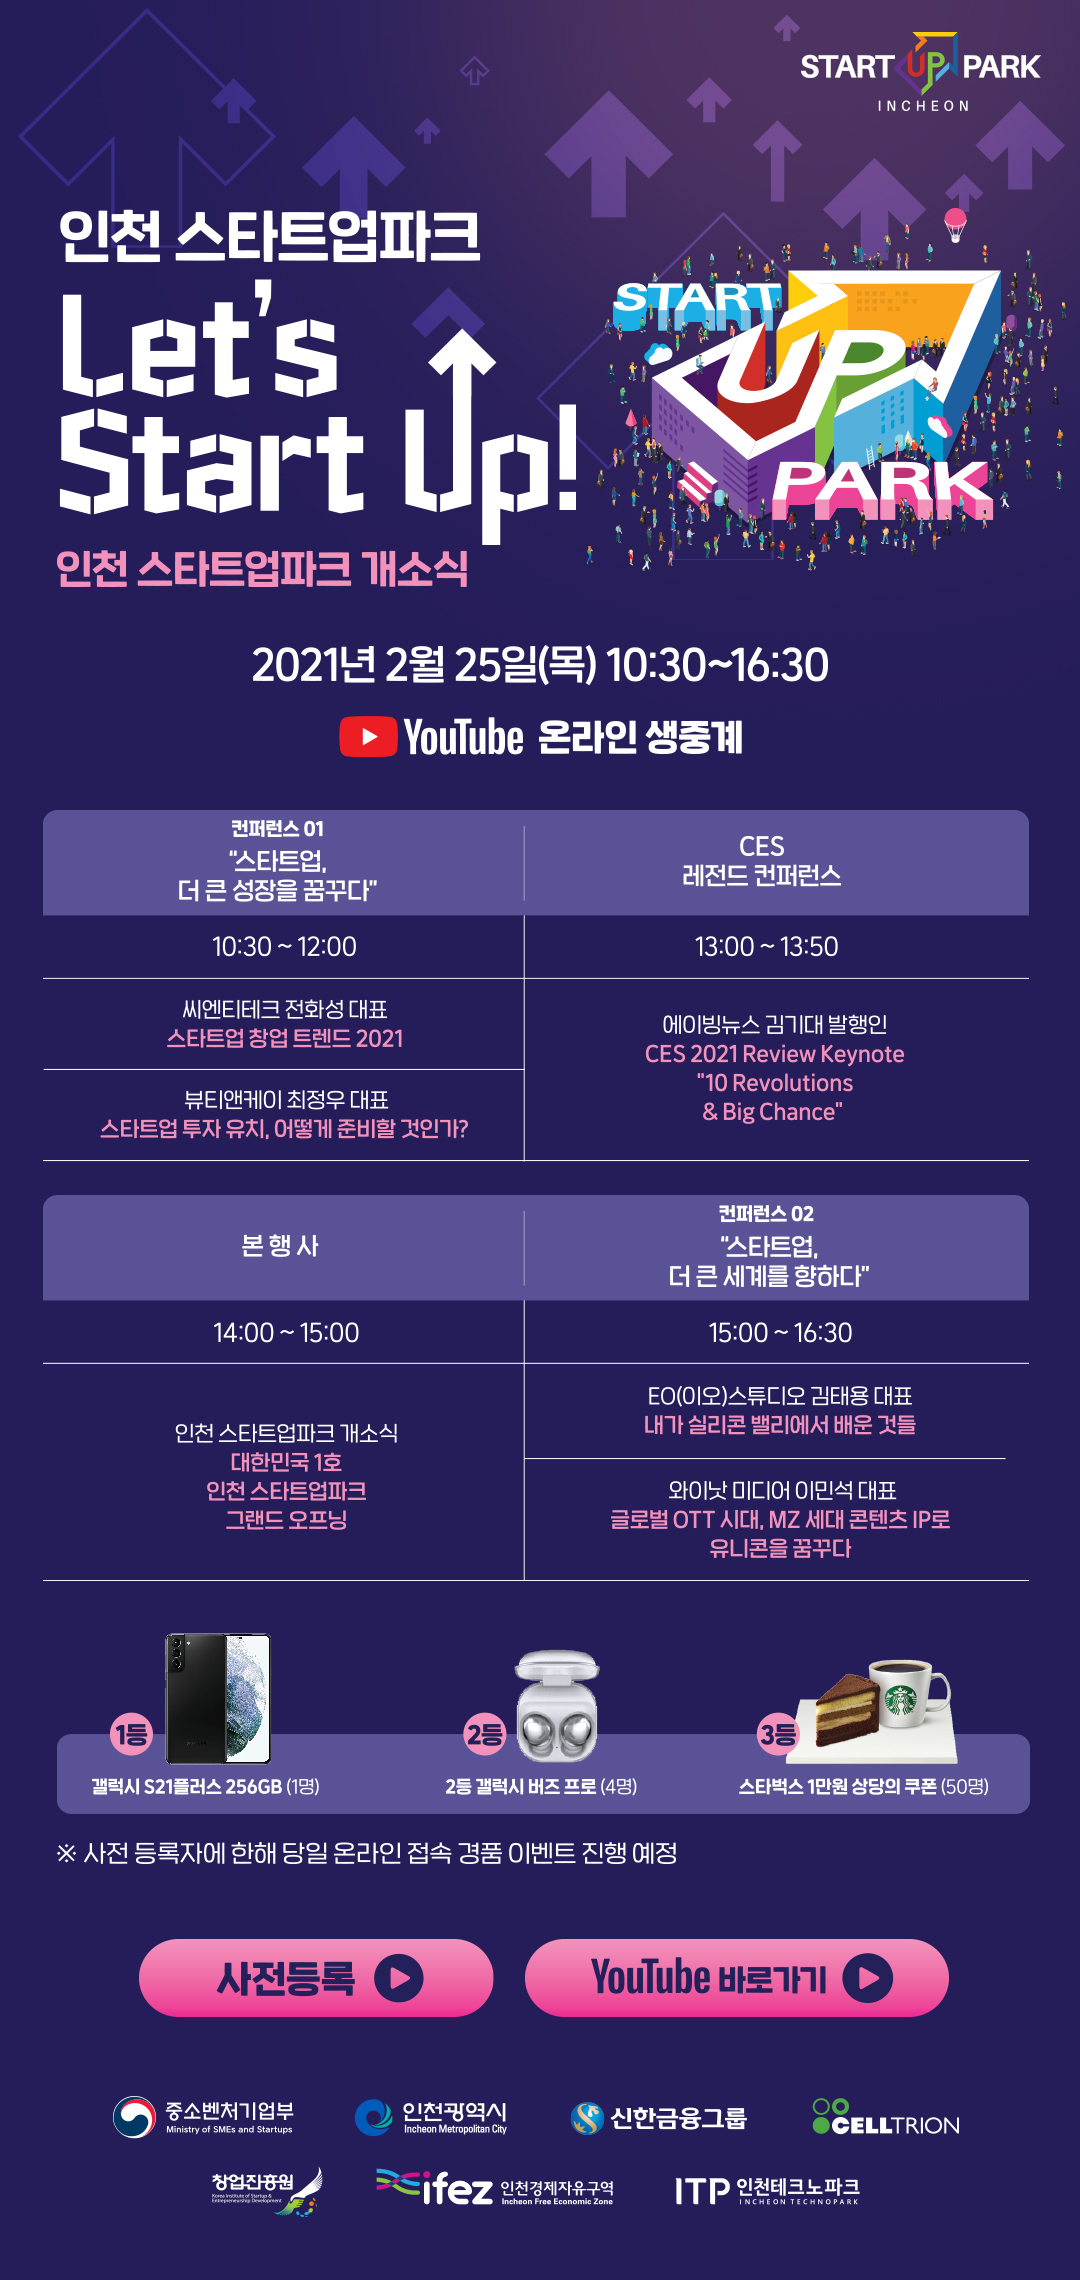 START UP PARK
INCHEON
인천 스타트업파크
Let's
Start Up!
START
UP
PARK
인천 스타트업파크 개소식
2021년 2월 25일(목) 10:30~16:30
YouTube 온라인 생중계
컨퍼런스 01
“스타트업,
더 큰 성장을 꿈꾸다”
CES
레전드 컨퍼런스
10:30 ~ 12:00
13:00 ~ 13:50
씨엔티테크 전화성 대표
스타트업 창업 트렌드 2021
뷰티앤케이 최정우 대표
스타트업 투자 유치, 어떻게 준비할 것인가?
에이빙뉴스 김기대 발행인
CES 2021 Review Keynote
"10 Revolutions
& Big Chance"
본 행 사
컨퍼런스 02
“스타트업,
더 큰 세계를 향하다”
14:00 ~ 15:00
15:00 ~ 16:30
인천 스타트업파크 개소식
대한민국 1호
인천 스타트업파크
그랜드 오프닝
EO(이오)스튜디오 김태용 대표
내가 실리콘 밸리에서 배운 것들
와이낫 미디어 이민석 대표
글로벌 OTT 시대, MZ 세대 콘텐츠 IP로
유니콘을 꿈꾸다
1등
2등
3등
갤럭시 S21플러스 256GB (1명)
2등 갤럭시 버즈 프로 (4명)
스타벅스 1만원 상당의 쿠폰 (50명)
※ 사전 등록자에 한해 당일 온라인 접속 경품 이벤트 진행 예정
사전등록
YouTube 바로가기
중소벤처기업부
Ministry of SMEs and Startups
인천광역시
Incheon Metropolitan City
신한금융그룹
CELLTRION
창업진흥원
Korea Institute of Startup &
Entrepreneurship Development
ifez 인천경제자유구역
Incheon Free Economic Zone
ITP 인천테크노파크
INCHEON TECHNOPARK